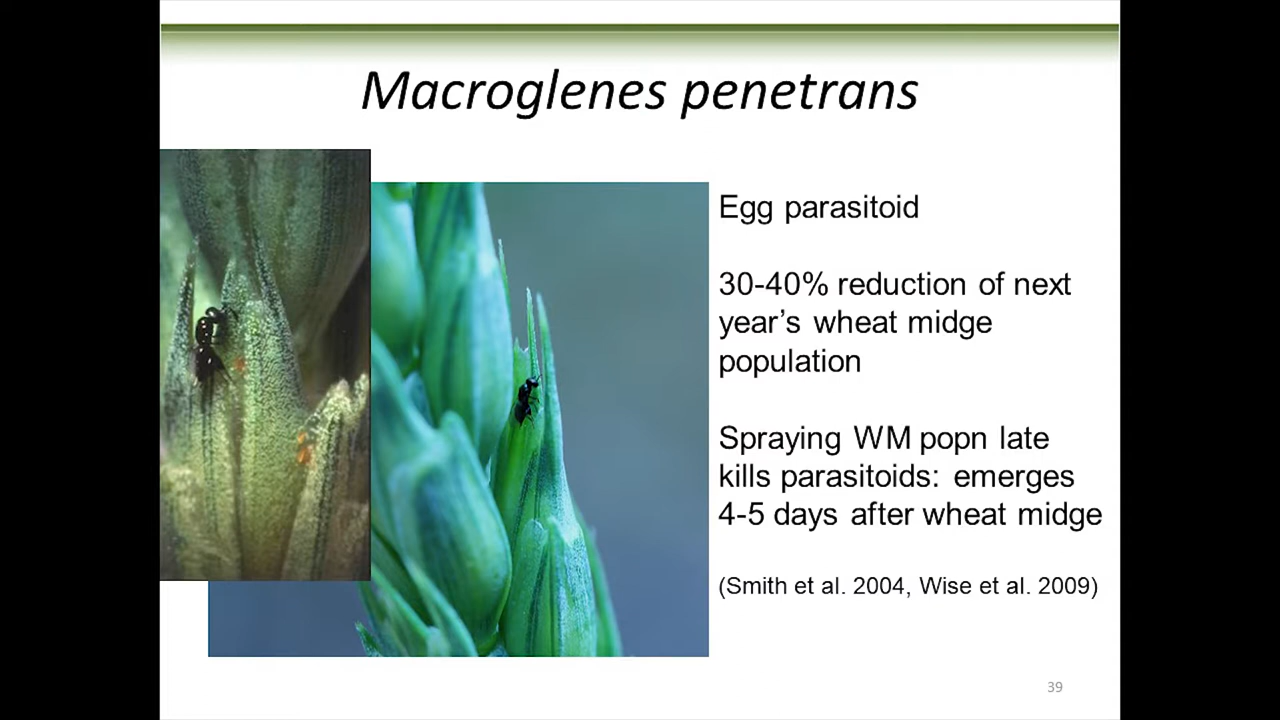 Macroglenes penetrans
Egg parasitoid
30-40% reduction of next
year's wheat midge
population
Spraying WM popn late
kills parasitoids: emerges
4-5 days after wheat midge
(Smith et al. 2004, Wise et al. 2009)
39